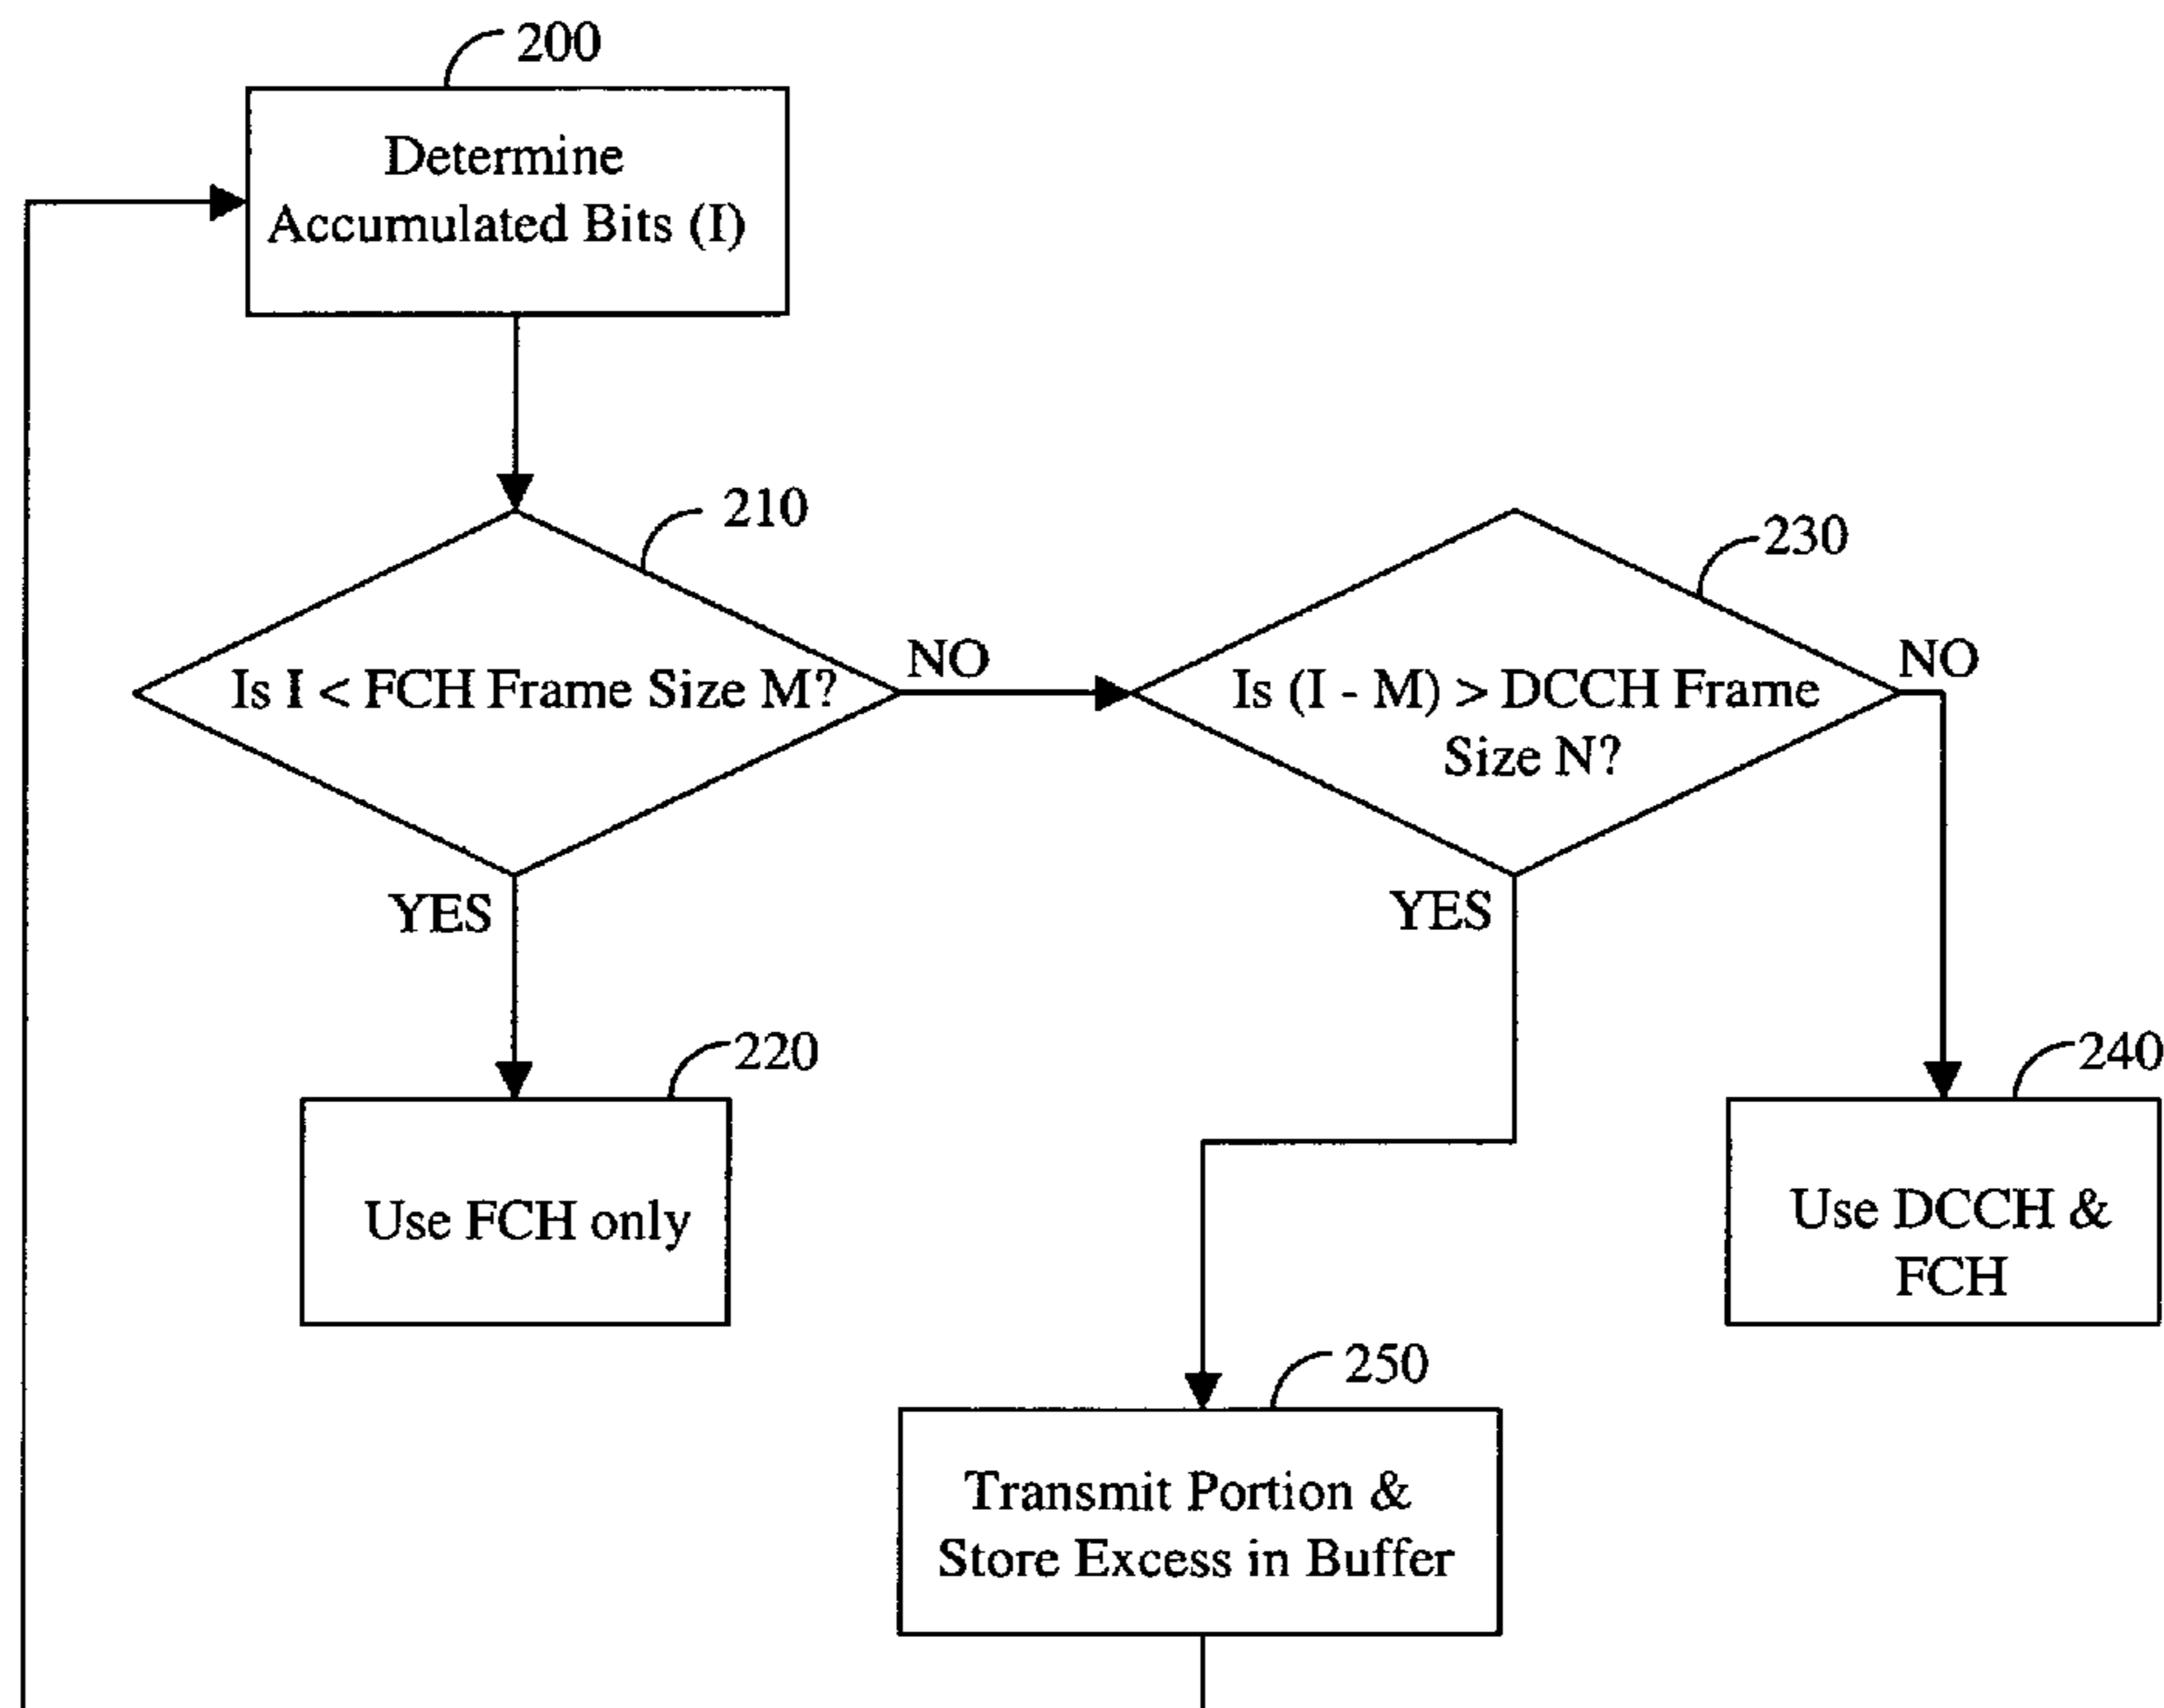 200
Determine
Accumulated Bits (I)
210
Is I < FCH Frame Size M?
NO
230
Is (I - M) > DCCH Frame
Size N?
NO
YES
YES
220
Use FCH only
240
Use DCCH &
FCH
250
Transmit Portion &
Store Excess in Buffer